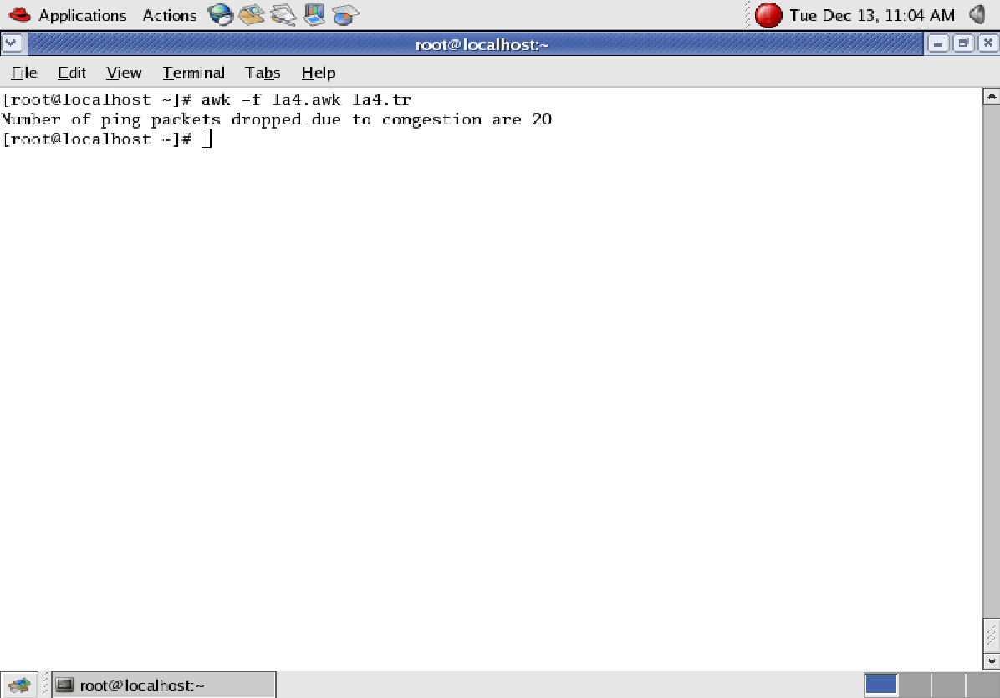 Applications Actions Tue Dec 13, 11:04 AM
root@localhost:~
File Edit View Terminal Tabs Help
[root@localhost ~]# awk -f la4.awk la4.tr
Number of ping packets dropped due to congestion are 20
[root@localhost ~]#
root@localhost:~